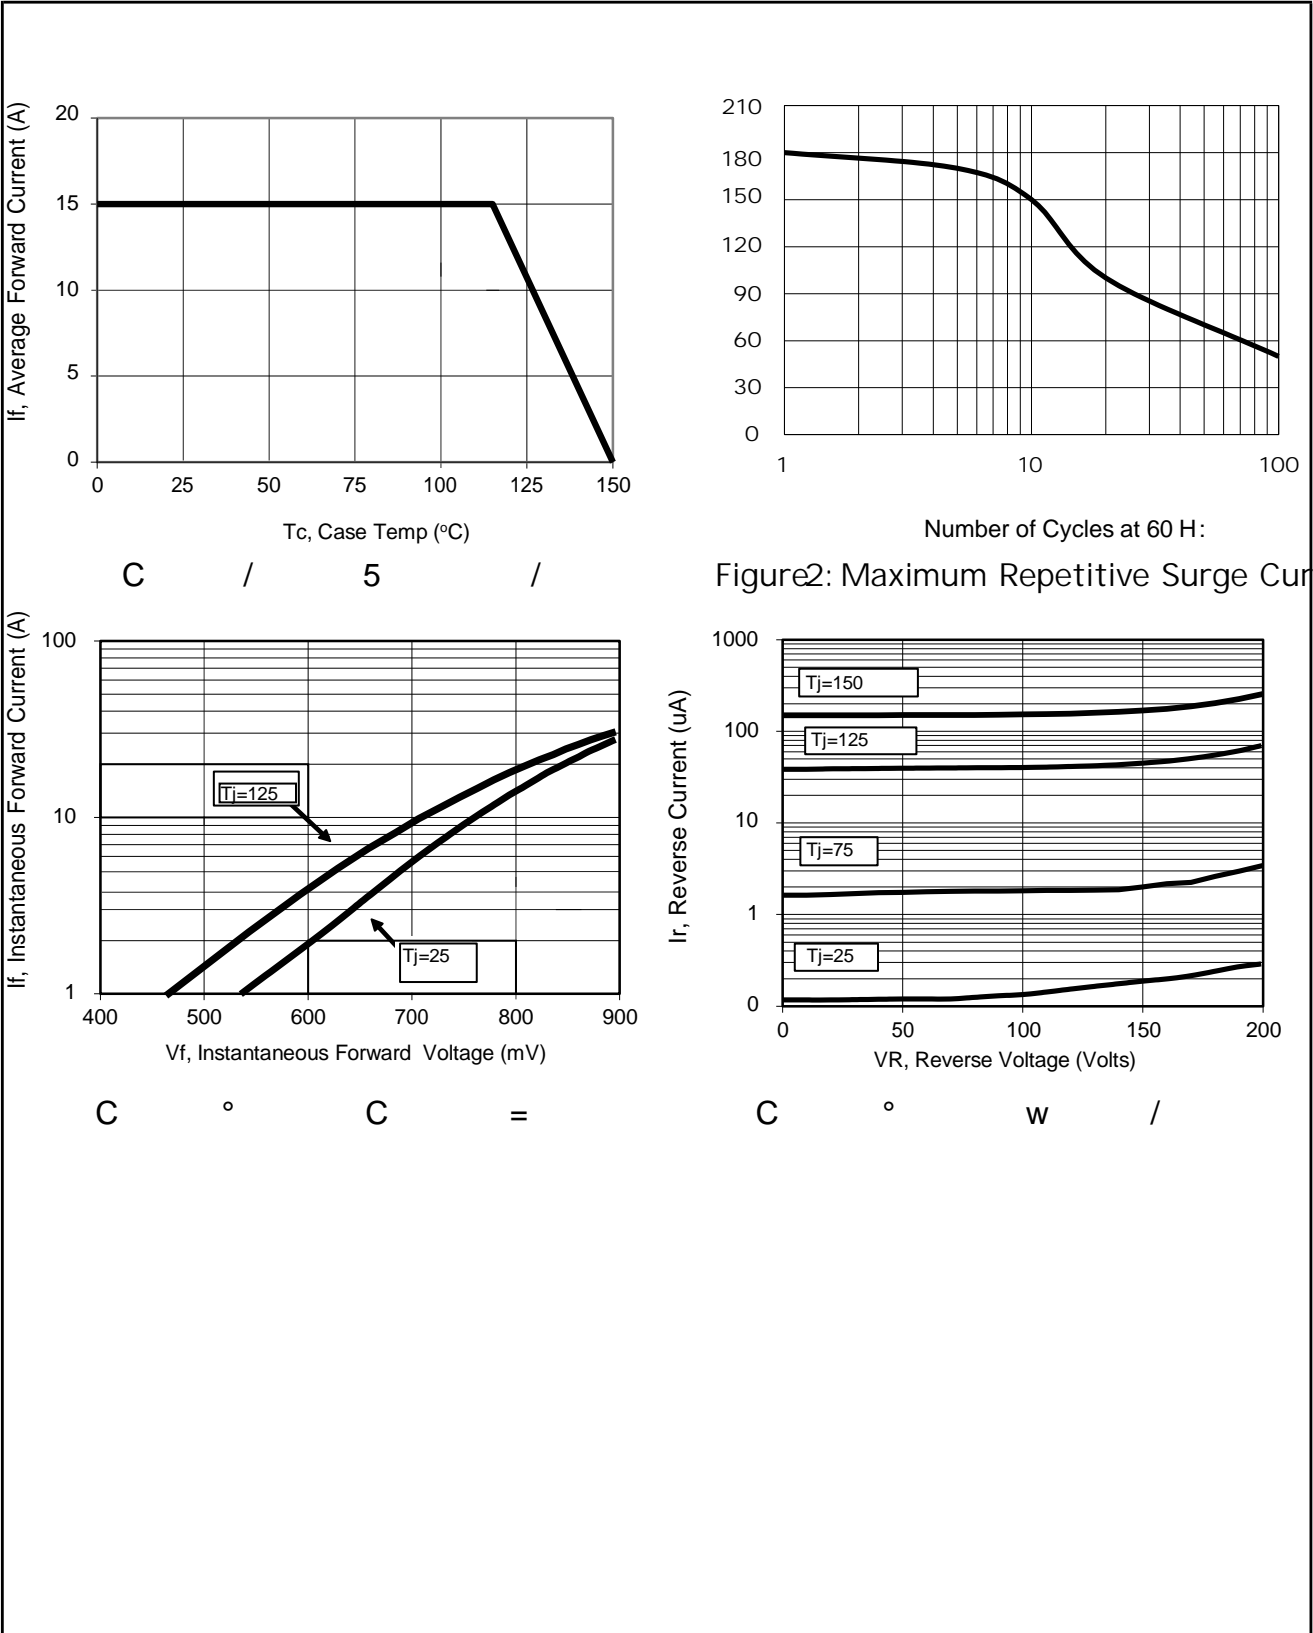 If, Average Forward Current (A)
20
15
10
5
0
0 25 50 75 100 125 150
Tc, Case Temp (°C)
C / 5 /
210
180
150
120
90
60
30
0
1 10 100
Number of Cycles at 60 H:
Figure2: Maximum Repetitive Surge Cur
If, Instantaneous Forward Current (A)
100
10
1
Tj=125
Tj=25
400 500 600 700 800 900
Vf, Instantaneous Forward Voltage (mV)
C ° C =
Ir, Reverse Current (uA)
1000
100
10
1
0
Tj=150
Tj=125
Tj=75
Tj=25
0 50 100 150 200
VR, Reverse Voltage (Volts)
C ° w /